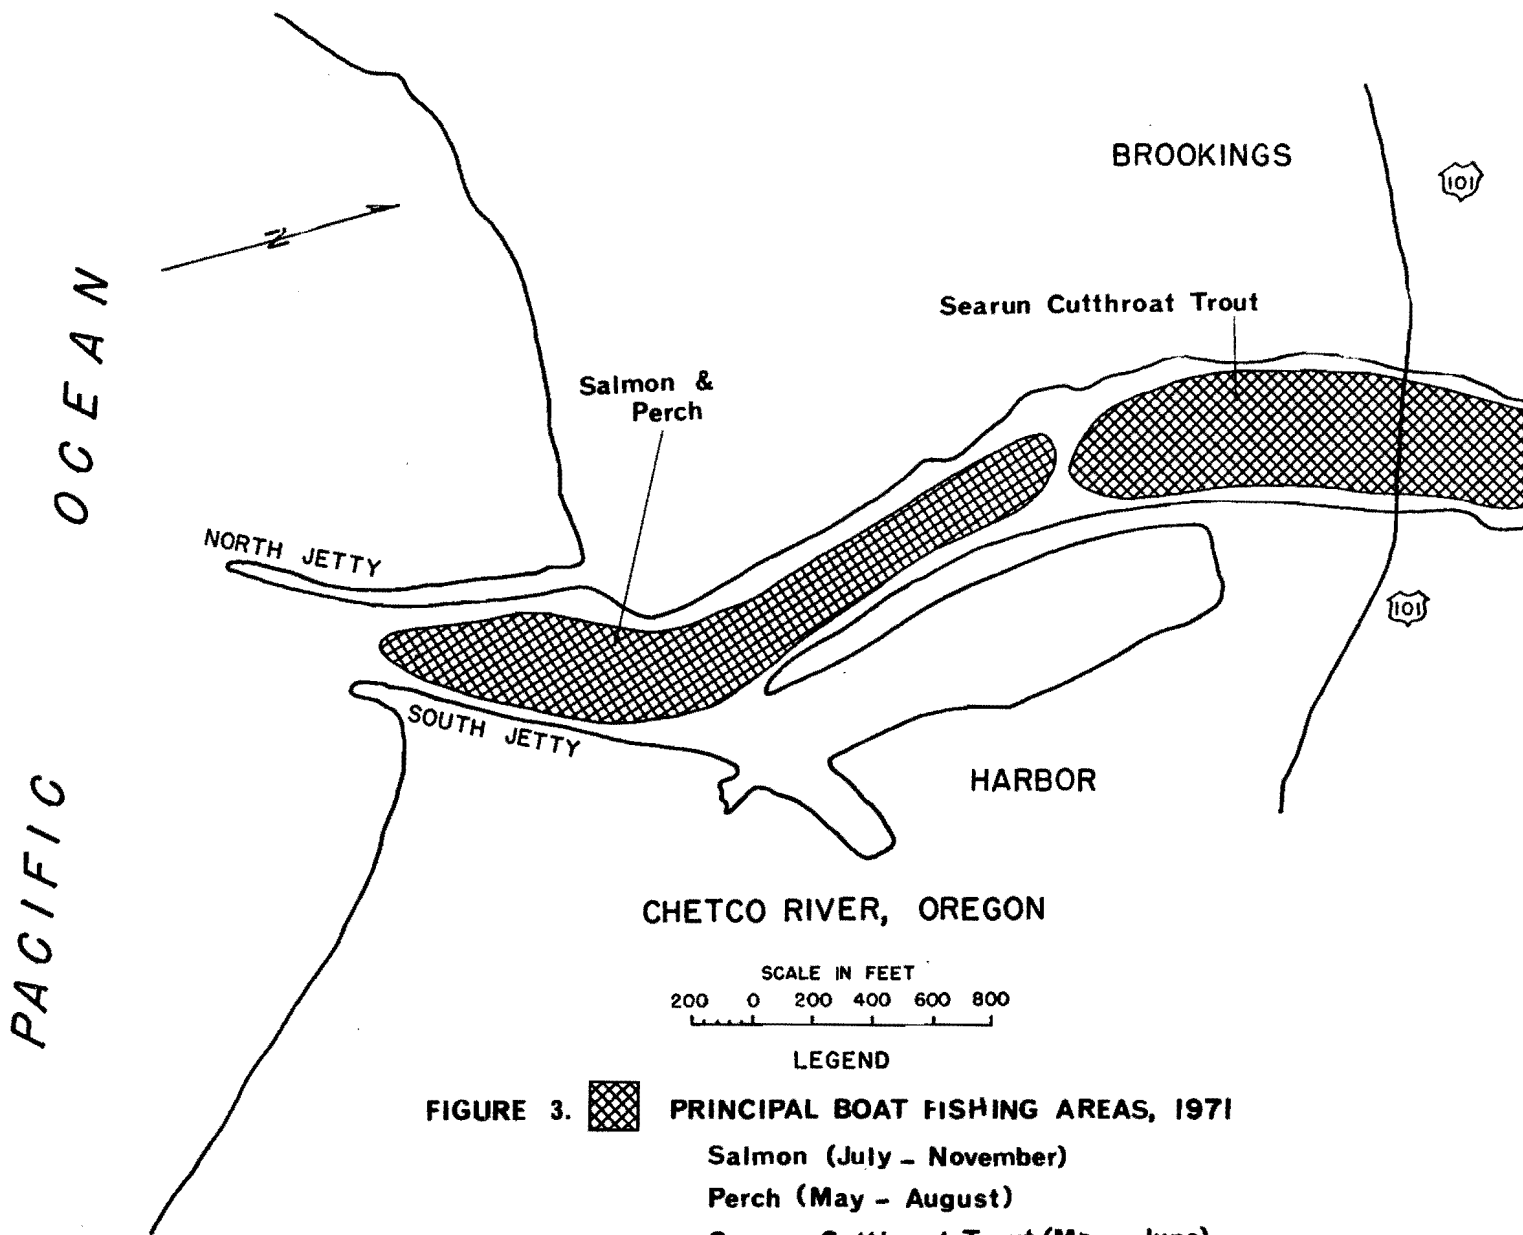 BROOKINGS
101
N
OCEAN
Searun Cutthroat Trout
Salmon &
Perch
NORTH JETTY
101
SOUTH JETTY
HARBOR
PACIFIC
CHETCO RIVER, OREGON
SCALE IN FEET
200 0 200 400 600 800
LEGEND
FIGURE 3. PRINCIPAL BOAT FISHING AREAS, 1971
Salmon (July - November)
Perch (May - August)